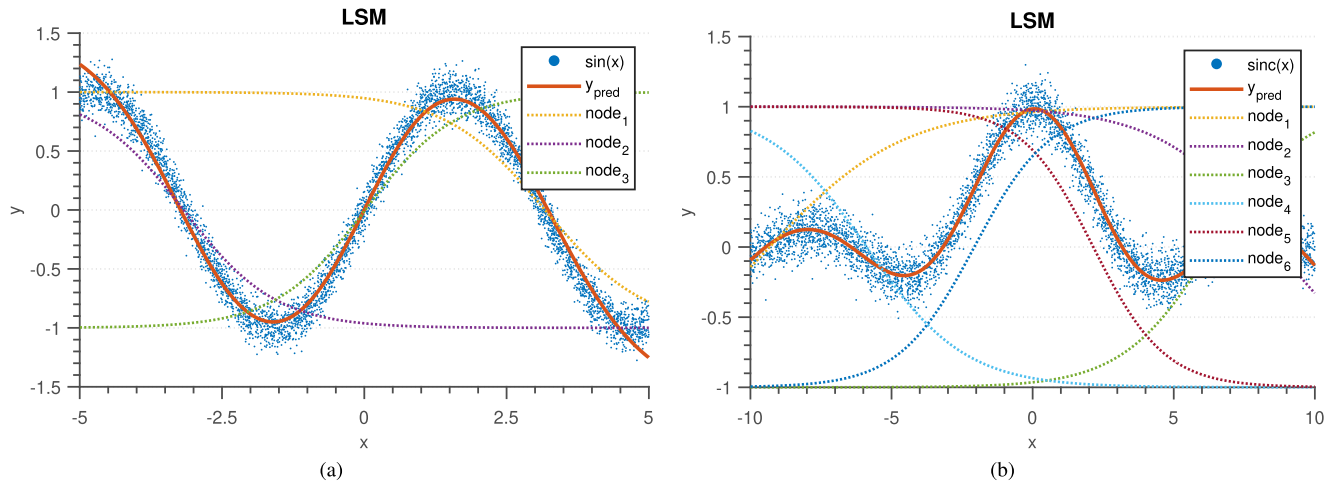 LSM
1.5
1
0.5
0
-0.5
-1
-1.5
y
-5
-2.5
0
2.5
5
x
sin(x)
y_pred
node_1
node_2
node_3
(a)
LSM
1.5
1
0.5
0
-0.5
-1
y
-10
-5
0
5
10
x
sinc(x)
y_pred
node_1
node_2
node_3
node_4
node_5
node_6
(b)